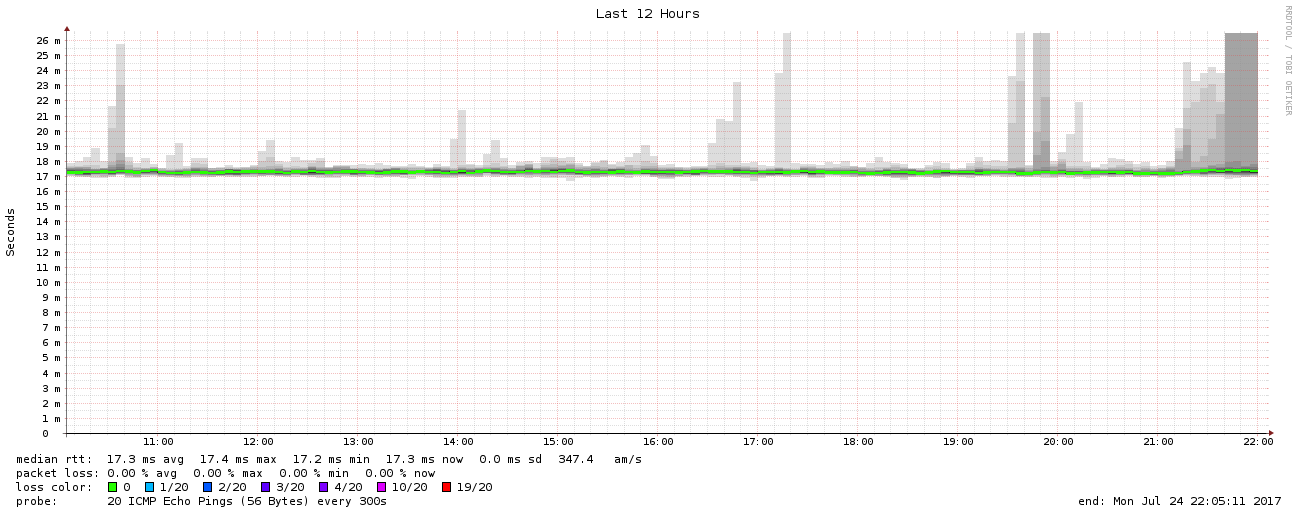 Last 12 Hours
RRDTOOL / TOBI OETIKER
26 m
25 m
24 m
23 m
22 m
21 m
20 m
19 m
18 m
17 m
16 m
15 m
14 m
13 m
12 m
11 m
10 m
9 m
8 m
7 m
6 m
5 m
4 m
3 m
2 m
1 m
0
Seconds
11:00 12:00 13:00 14:00 15:00 16:00 17:00 18:00 19:00 20:00 21:00 22:00
median rtt: 17.3 ms avg 17.4 ms max 17.2 ms min 17.3 ms now 0.0 ms sd 347.4 am/s
packet loss: 0.00 % avg 0.00 % max 0.00 % min 0.00 % now
loss color: 0 1/20 2/20 3/20 4/20 10/20 19/20
probe: 20 ICMP Echo Pings (56 Bytes) every 300s end: Mon Jul 24 22:05:11 2017